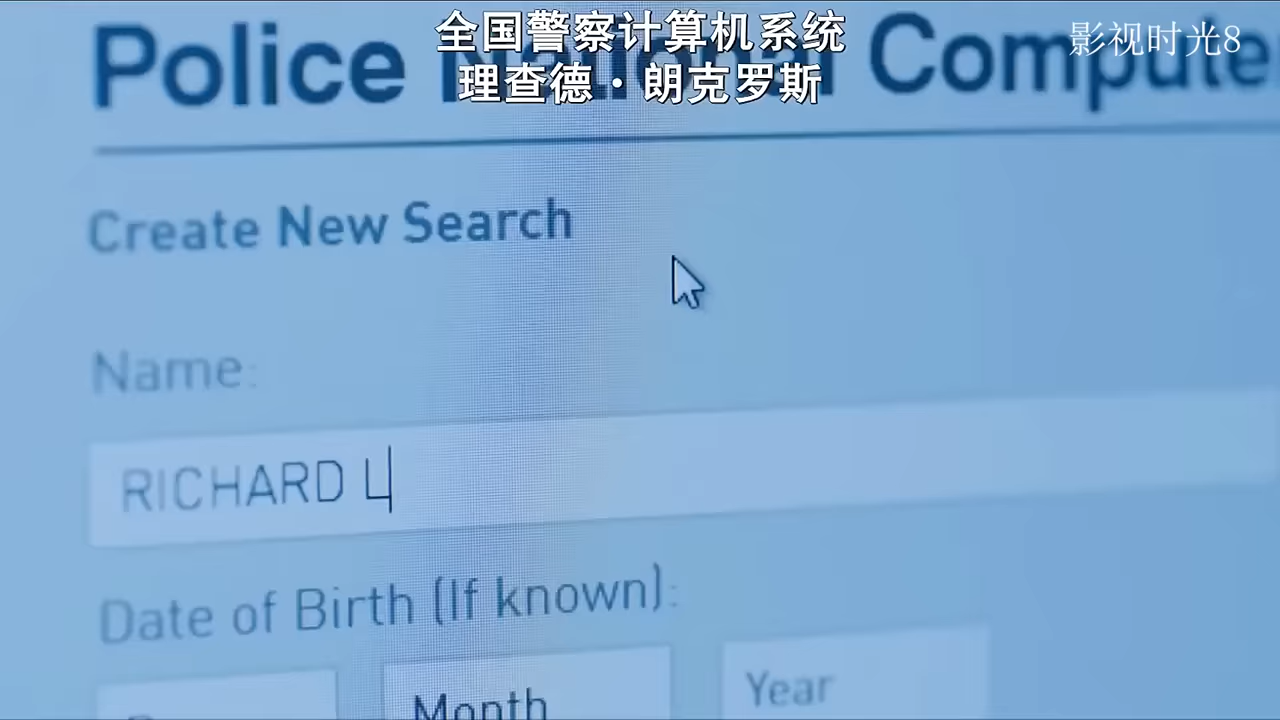 全国警察计算机系统
理查德·朗克罗斯
影视时光8
Police National Compute
Create New Search
Name:
RICHARD L
Date of Birth (If known):
Month
Year